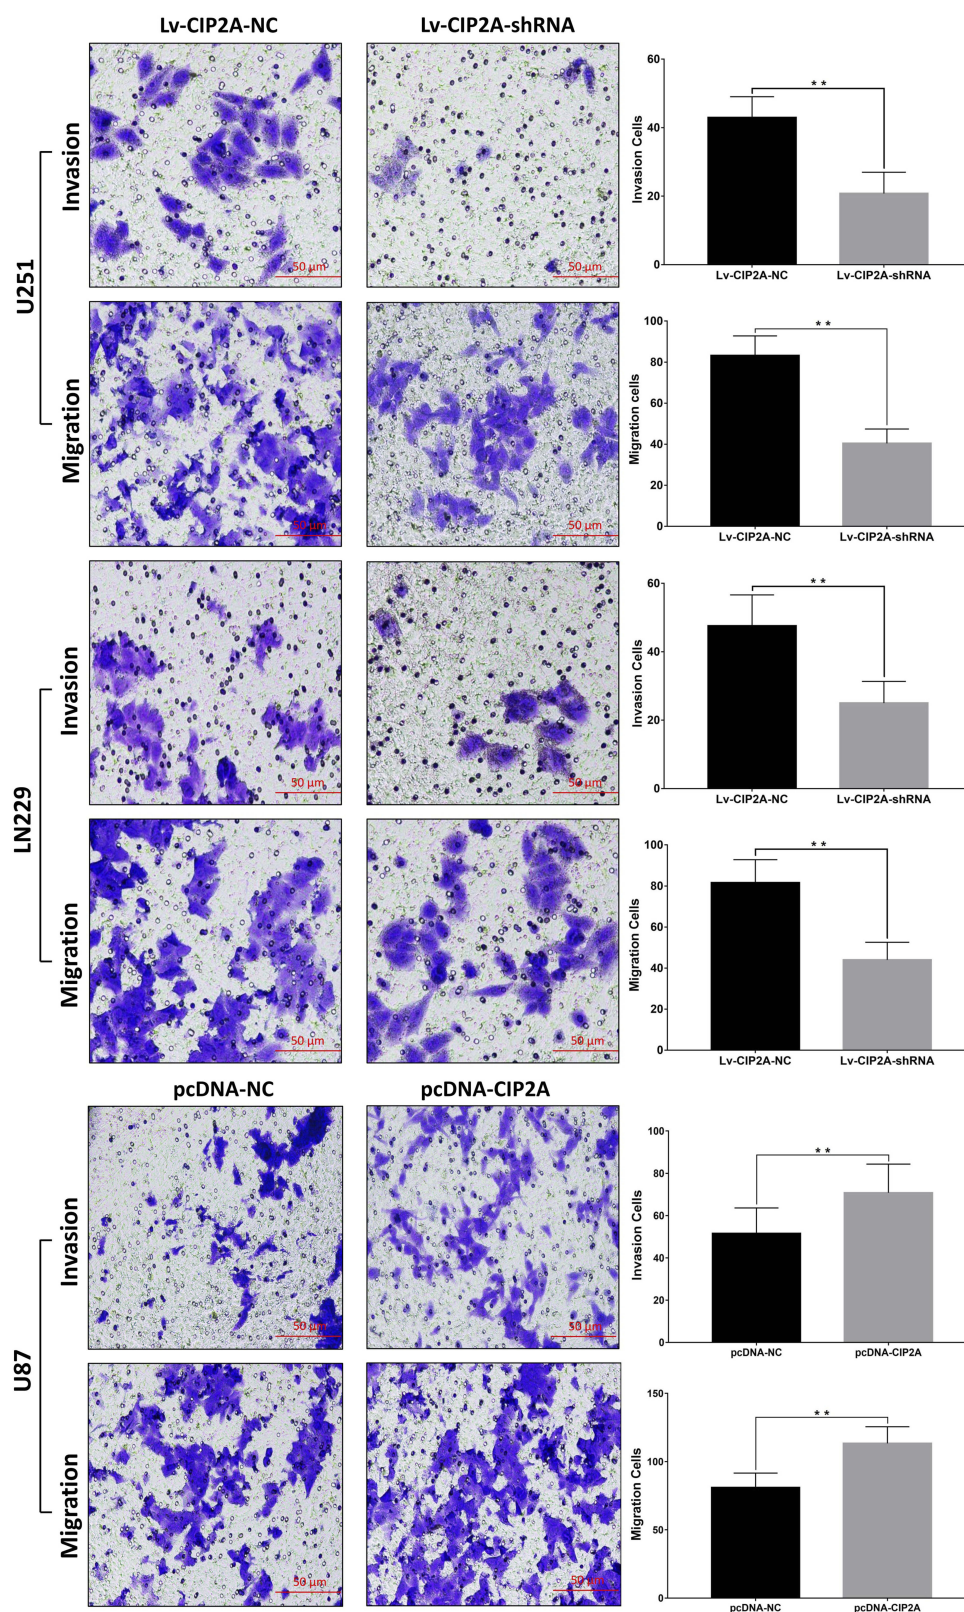 Lv-CIP2A-NC Lv-CIP2A-shRNA
U251
Invasion
50 µm 50 µm
Invasion Cells
60
40
20
0
* *
Lv-CIP2A-NC Lv-CIP2A-shRNA
Migration
50 µm 50 µm
Migration cells
100
80
60
40
20
0
* *
Lv-CIP2A-NC Lv-CIP2A-shRNA
LN229
Invasion
50 µm 50 µm
Invasion Cells
60
40
20
0
* *
Lv-CIP2A-NC Lv-CIP2A-shRNA
Migration
50 µm 50 µm
Migration Cells
100
80
60
40
20
0
* *
Lv-CIP2A-NC Lv-CIP2A-shRNA
pcDNA-NC pcDNA-CIP2A
U87
Invasion
50 µm 50 µm
Invasion Cells
100
80
60
40
20
0
* *
pcDNA-NC pcDNA-CIP2A
Migration
50 µm 50 µm
Migration Cells
150
100
50
0
* *
pcDNA-NC pcDNA-CIP2A